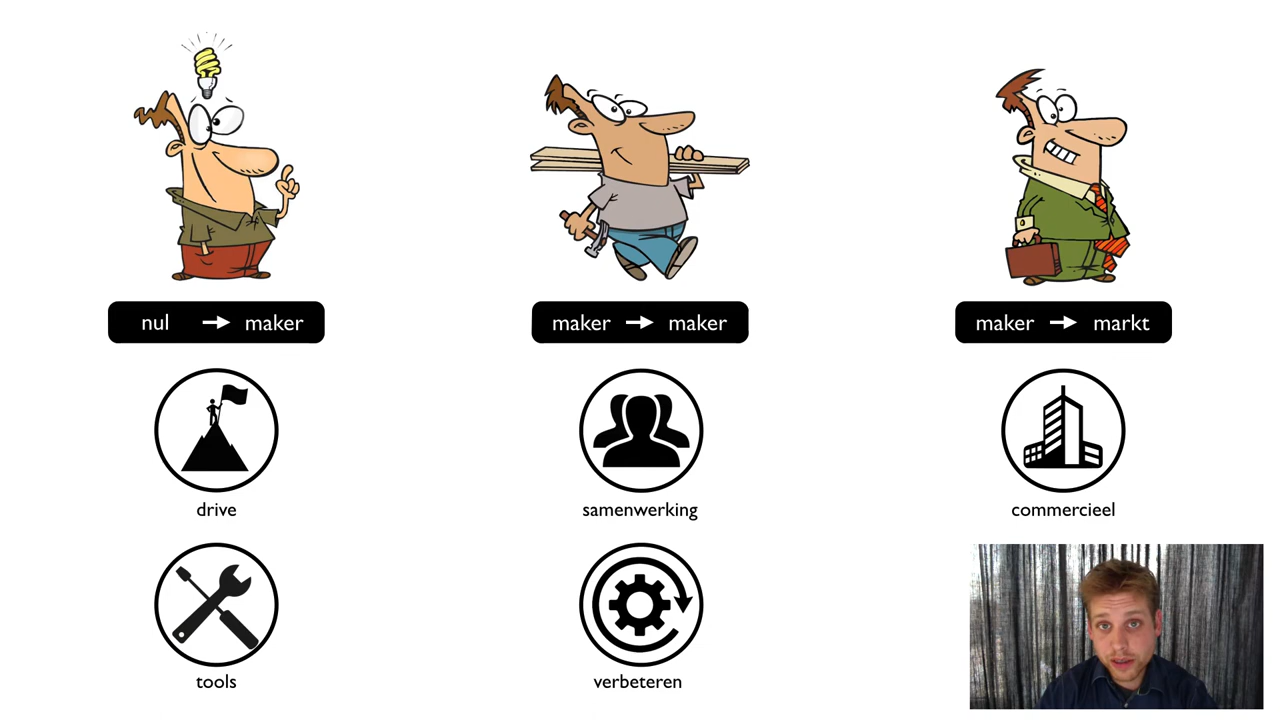 nul → maker
maker → maker
maker → markt
drive
samenwerking
commercieel
tools
verbeteren